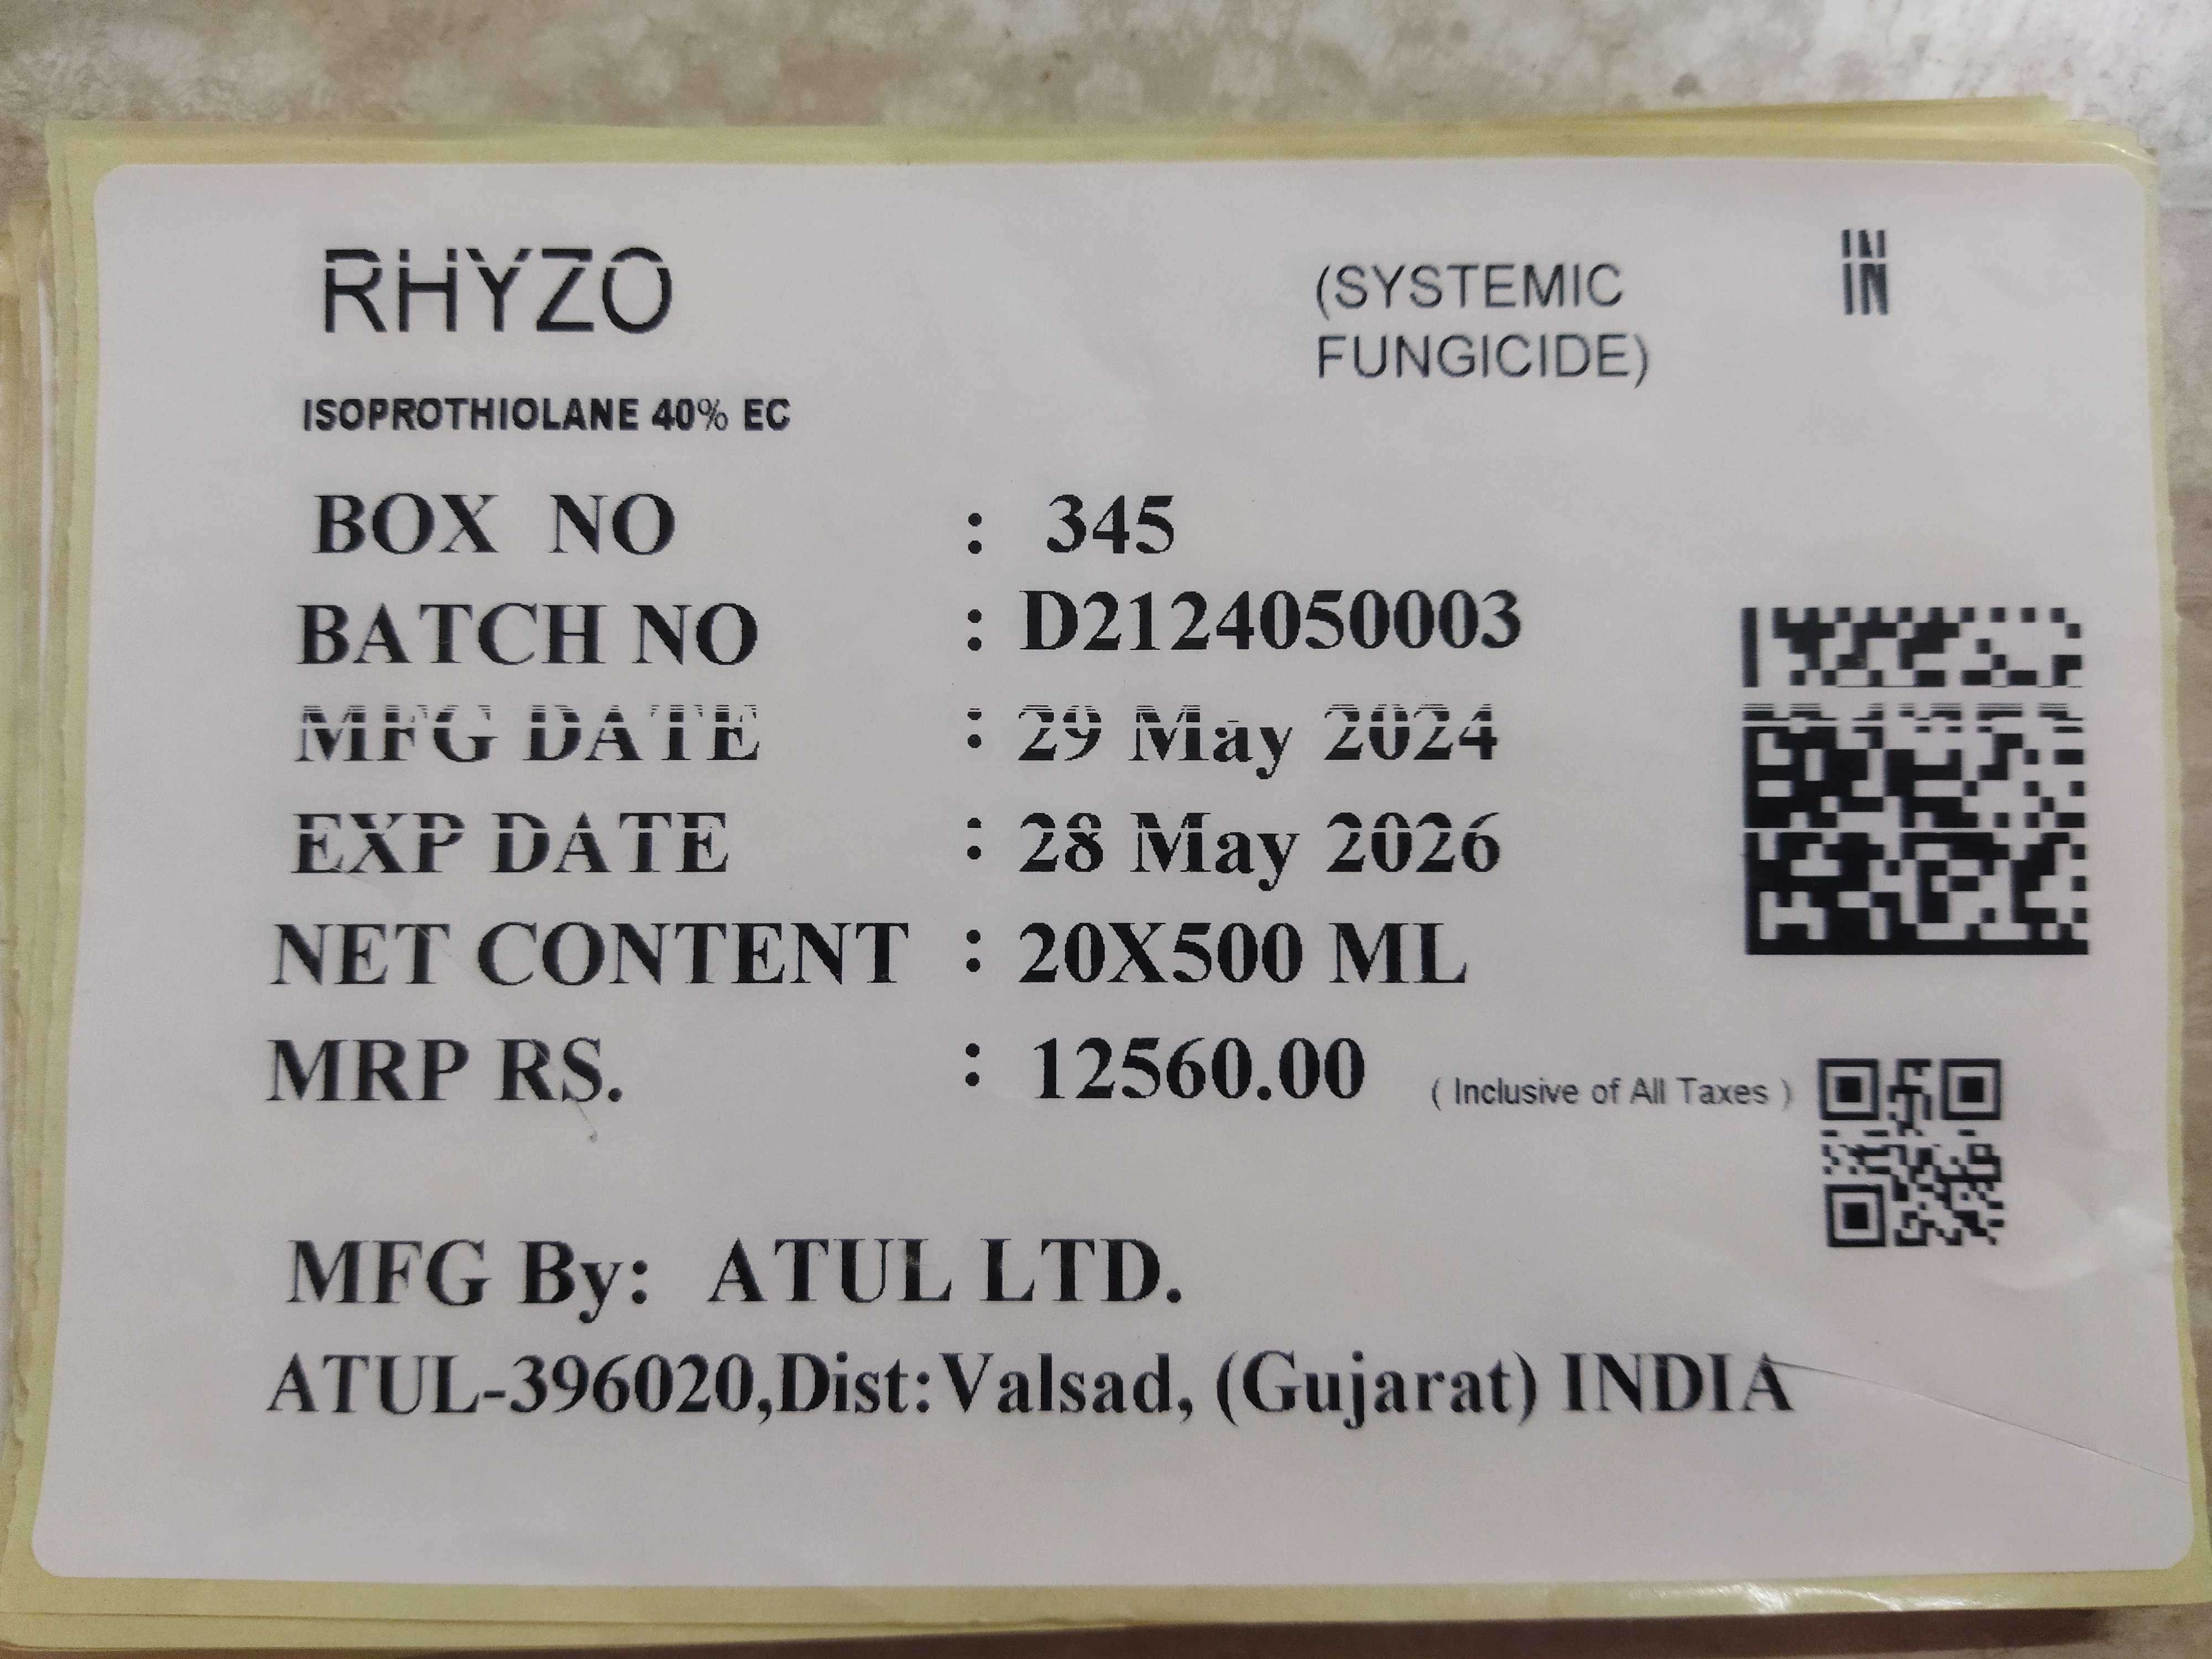 RHYZO
(SYSTEMIC
FUNGICIDE)
IN
ISOPROTHIOLANE 40% EC
BOX NO : 345
BATCH NO : D2124050003
MFG DATE : 29 May 2024
EXP DATE : 28 May 2026
NET CONTENT : 20X500 ML
MRP RS. : 12560.00 ( Inclusive of All Taxes )
MFG By: ATUL LTD.
ATUL-396020,Dist:Valsad, (Gujarat) INDIA